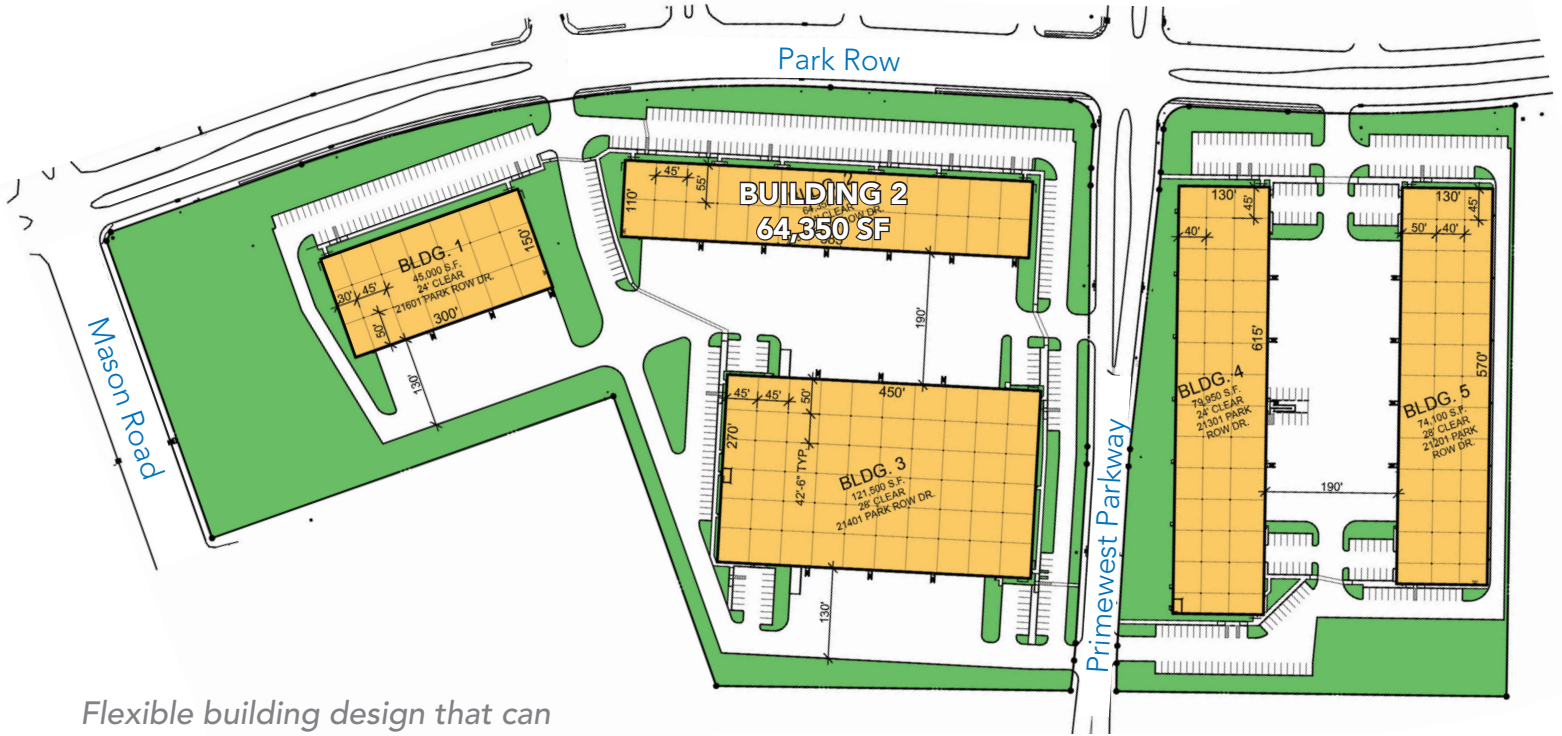 Park Row
Mason Road
Primewest Parkway
BLDG. 1
45,000 S.F.
24' CLEAR
21601 PARK ROW DR.
30'
45'
50'
150'
300'
130'
BUILDING 2
64,350 SF
45'
55'
110'
190'
BLDG. 3
121,500 S.F.
28' CLEAR
21401 PARK ROW DR.
45'
45'
50'
450'
270'
42'-6" TYP.
130'
BLDG. 4
79,950 S.F.
24' CLEAR
21301 PARK
ROW DR.
130'
45'
40'
615'
190'
BLDG. 5
74,100 S.F.
28' CLEAR
21201 PARK
ROW DR.
130'
45'
50'
40'
570'
Flexible building design that can